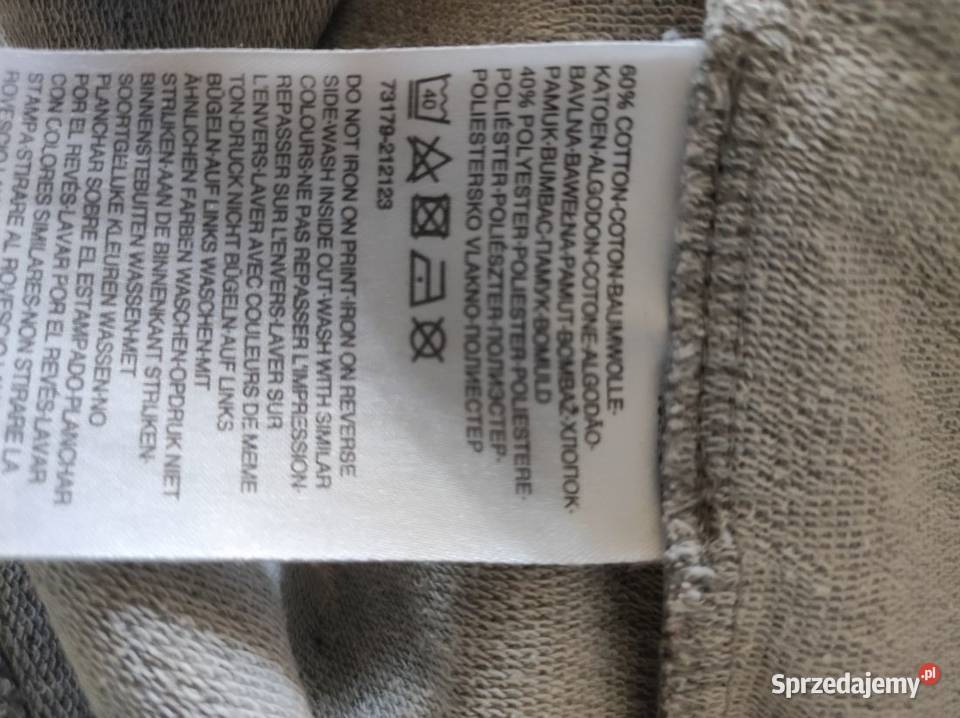 60% COTTON·COTON·BAUMWOLLE·
KATOEN·ALGODON·COTONE·ALGODÃO·
BAVLNA·BAWEŁNA·PAMUT·BOMBAŽ·ΧΛΠΟΠΟΚ·
PAMUK·BUMBAC·ПАМУК·BOMULD
40% POLYESTER·POLIESTER·POLIESTERE·
POLIÉSTER·POLIÉSZTER·ПОЛИЭСТЕР·
POLIESTERSKO VLAKNO·ПОЛИЕСТЕР
40
73179-212123
DO NOT IRON ON PRINT·IRON ON REVERSE
SIDE·WASH INSIDE OUT·WASH WITH SIMILAR
COLOURS·NE PAS REPASSER L'IMPRESSION·
REPASSER SUR L'ENVERS·LAVER SUR
L'ENVERS·LAVER AVEC COULEURS DE MEME
TON·DRUCK NICHT BÜGELN·AUF LINKS
BÜGELN·AUF LINKS WASCHEN·MIT
ÄHNLICHEN FARBEN WASCHEN·OPDRUK NIET
STRIJKEN·AAN DE BINNENKANT STRIJKEN·
BINNENSTEBUITEN WASSEN·MET
SOORTGELIJKE KLEUREN WASSEN·NO
PLANCHAR SOBRE EL ESTAMPADO·PLANCHAR
POR EL REVÉS·LAVAR POR EL REVÉS·LAVAR
CON COLORES SIMILARES·NON STIRARE LA
STAMPA·STIRARE AL ROVESCIO
Sprzedajemy.pl